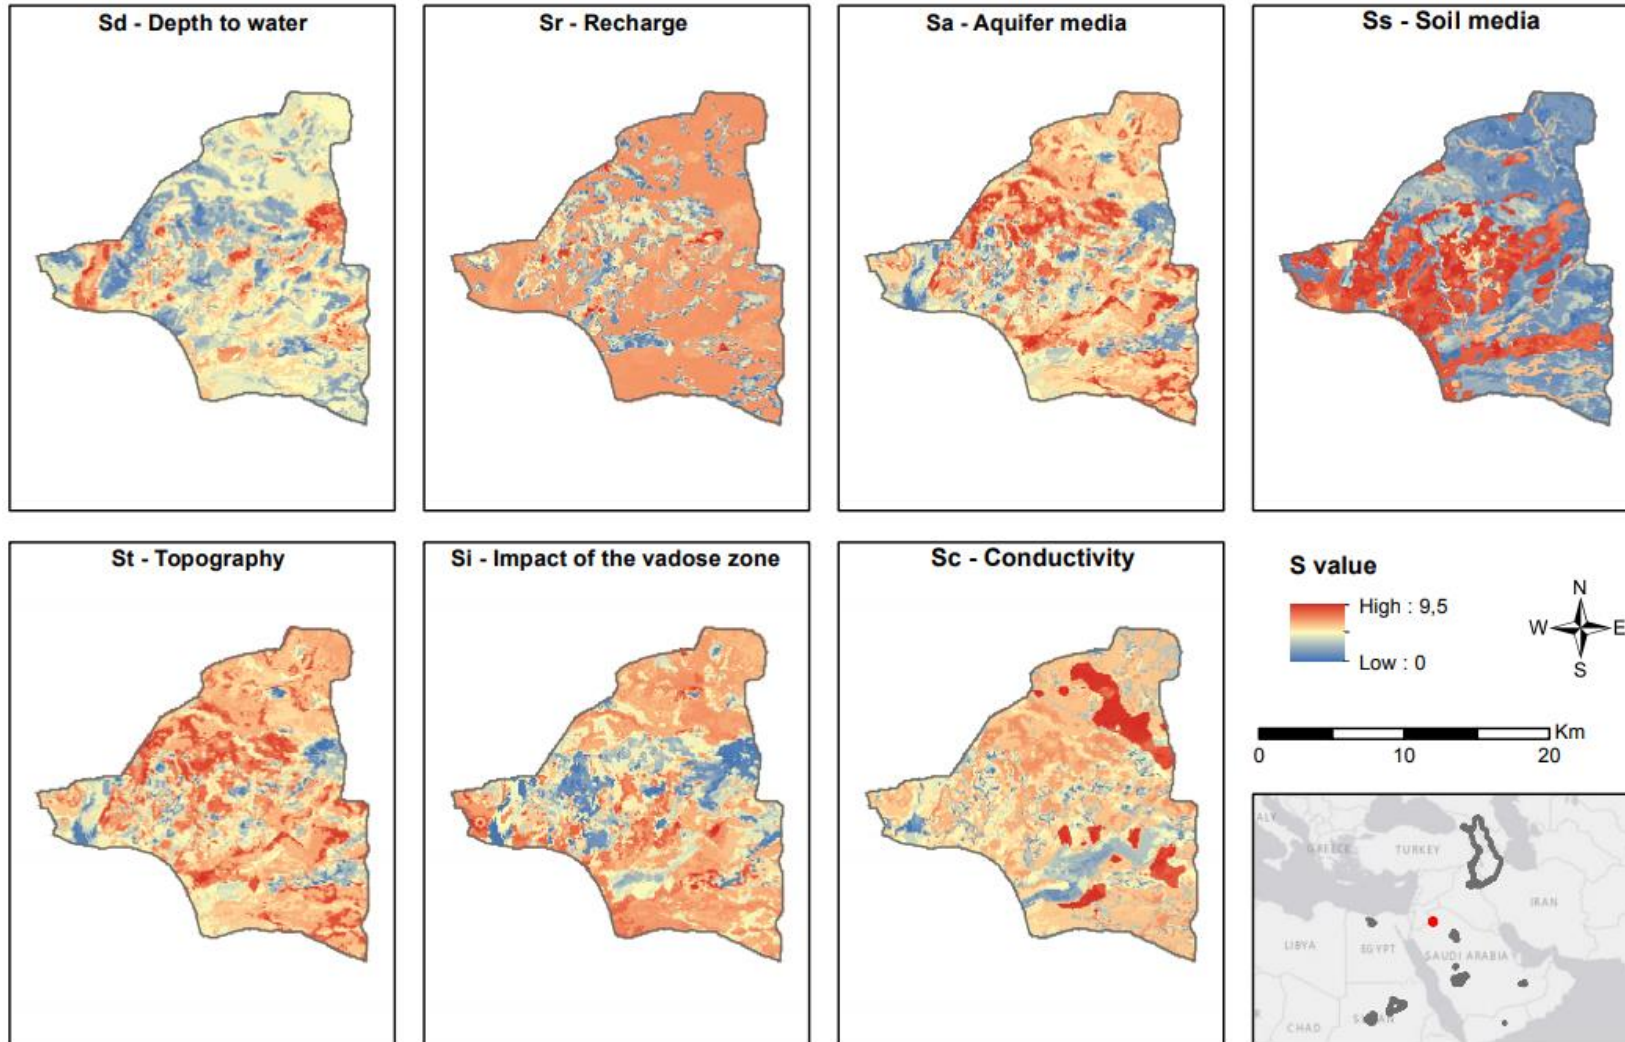 Sd - Depth to water
Sr - Recharge
Sa - Aquifer media
Ss - Soil media
St - Topography
Si - Impact of the vadose zone
Sc - Conductivity
S value
High : 9,5
Low : 0
N
W
E
S
Km
0
10
20
ALY
GREECE
TURKEY
IRAN
LIBYA
EGYPT
SAUDI ARABIA
CHAD